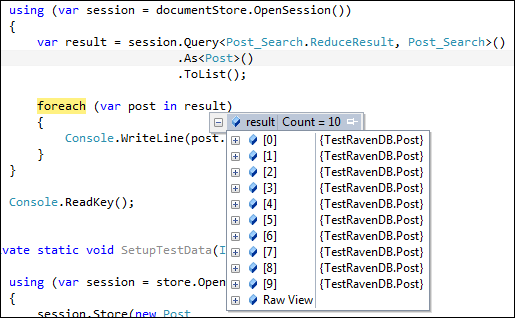 using (var session = documentStore.OpenSession())
{
var result = session.Query<Post_Search.ReduceResult, Post_Search>()
.As<Post>()
.ToList();
foreach (var post in result)
{
Console.WriteLine(post.
}
}
Console.ReadKey();
vate static void SetupTestData(I
using (var session = store.Open
{
session.Store(new Post
result Count = 10
[0] {TestRavenDB.Post}
[1] {TestRavenDB.Post}
[2] {TestRavenDB.Post}
[3] {TestRavenDB.Post}
[4] {TestRavenDB.Post}
[5] {TestRavenDB.Post}
[6] {TestRavenDB.Post}
[7] {TestRavenDB.Post}
[8] {TestRavenDB.Post}
[9] {TestRavenDB.Post}
Raw View